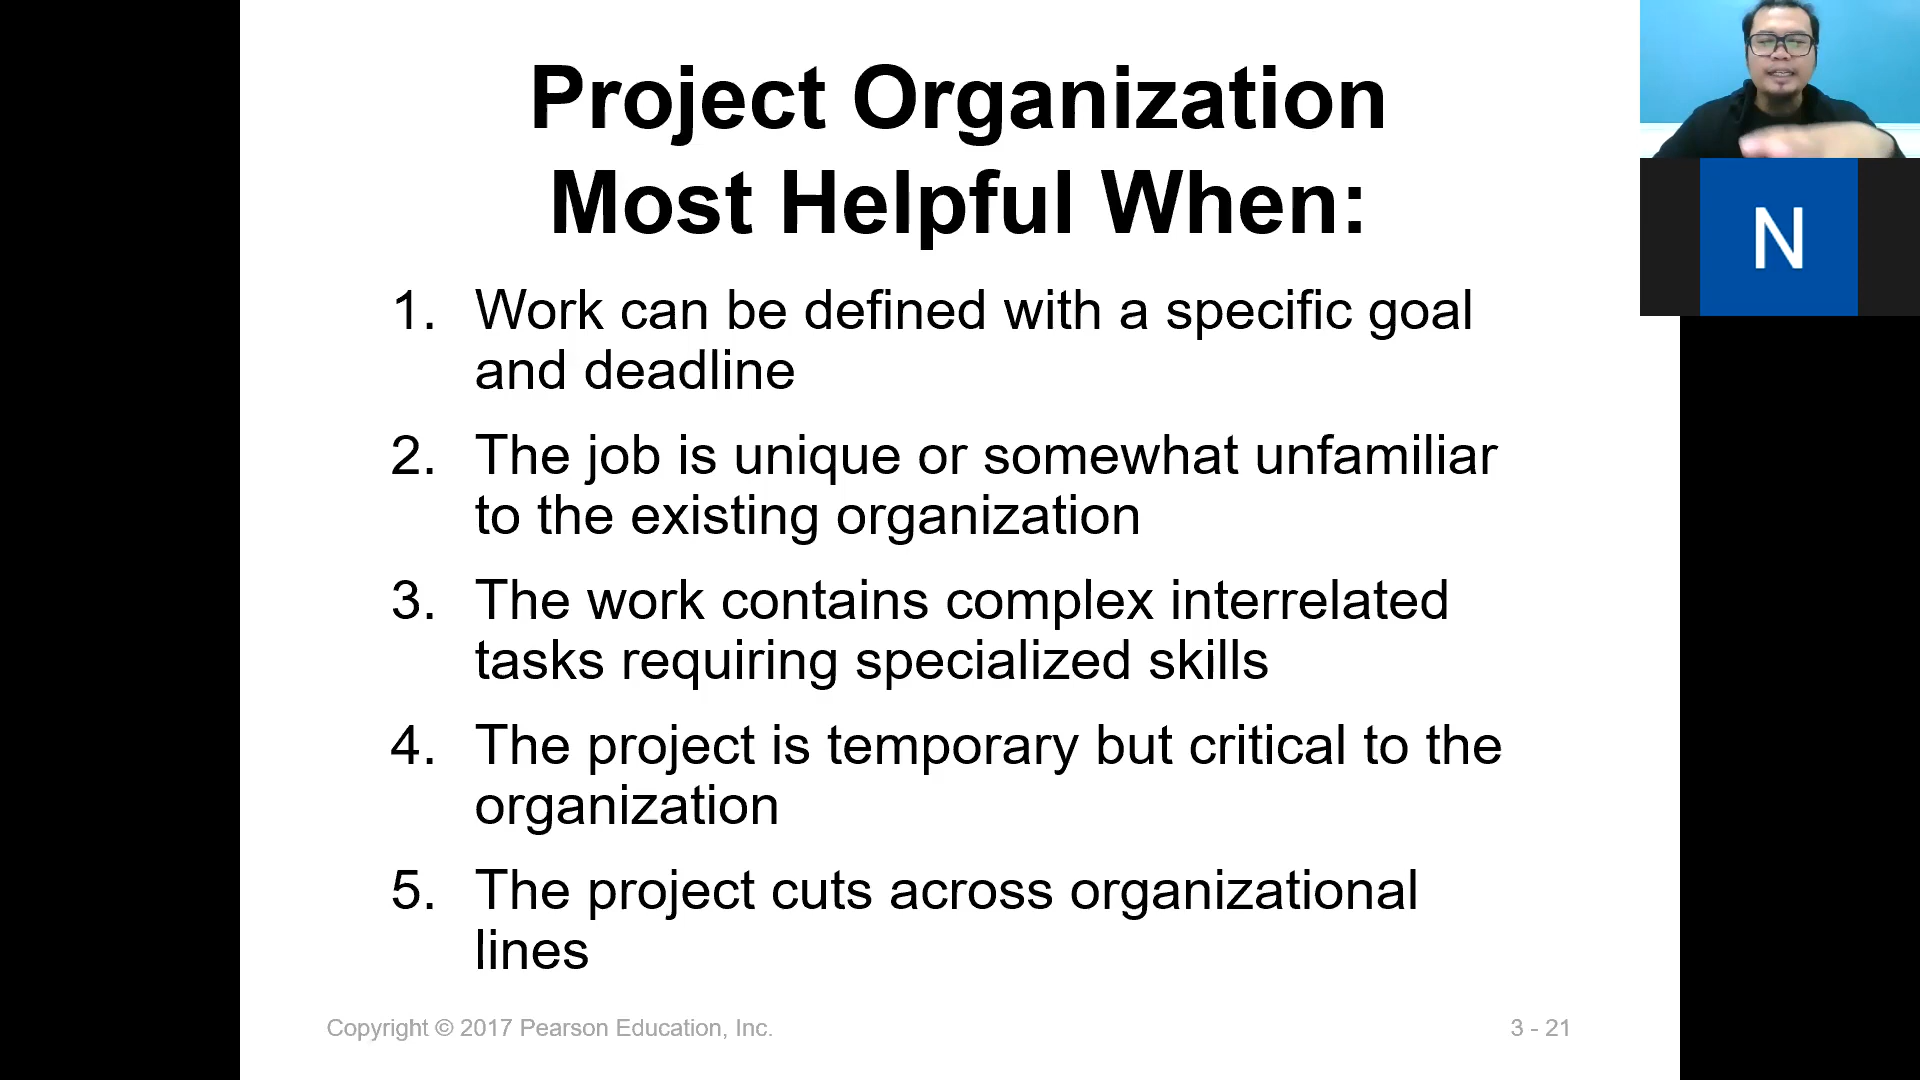 Project Organization
Most Helpful When:
1. Work can be defined with a specific goal
and deadline
2. The job is unique or somewhat unfamiliar
to the existing organization
3. The work contains complex interrelated
tasks requiring specialized skills
4. The project is temporary but critical to the
organization
5. The project cuts across organizational
lines
Copyright © 2017 Pearson Education, Inc.
3 - 21
N